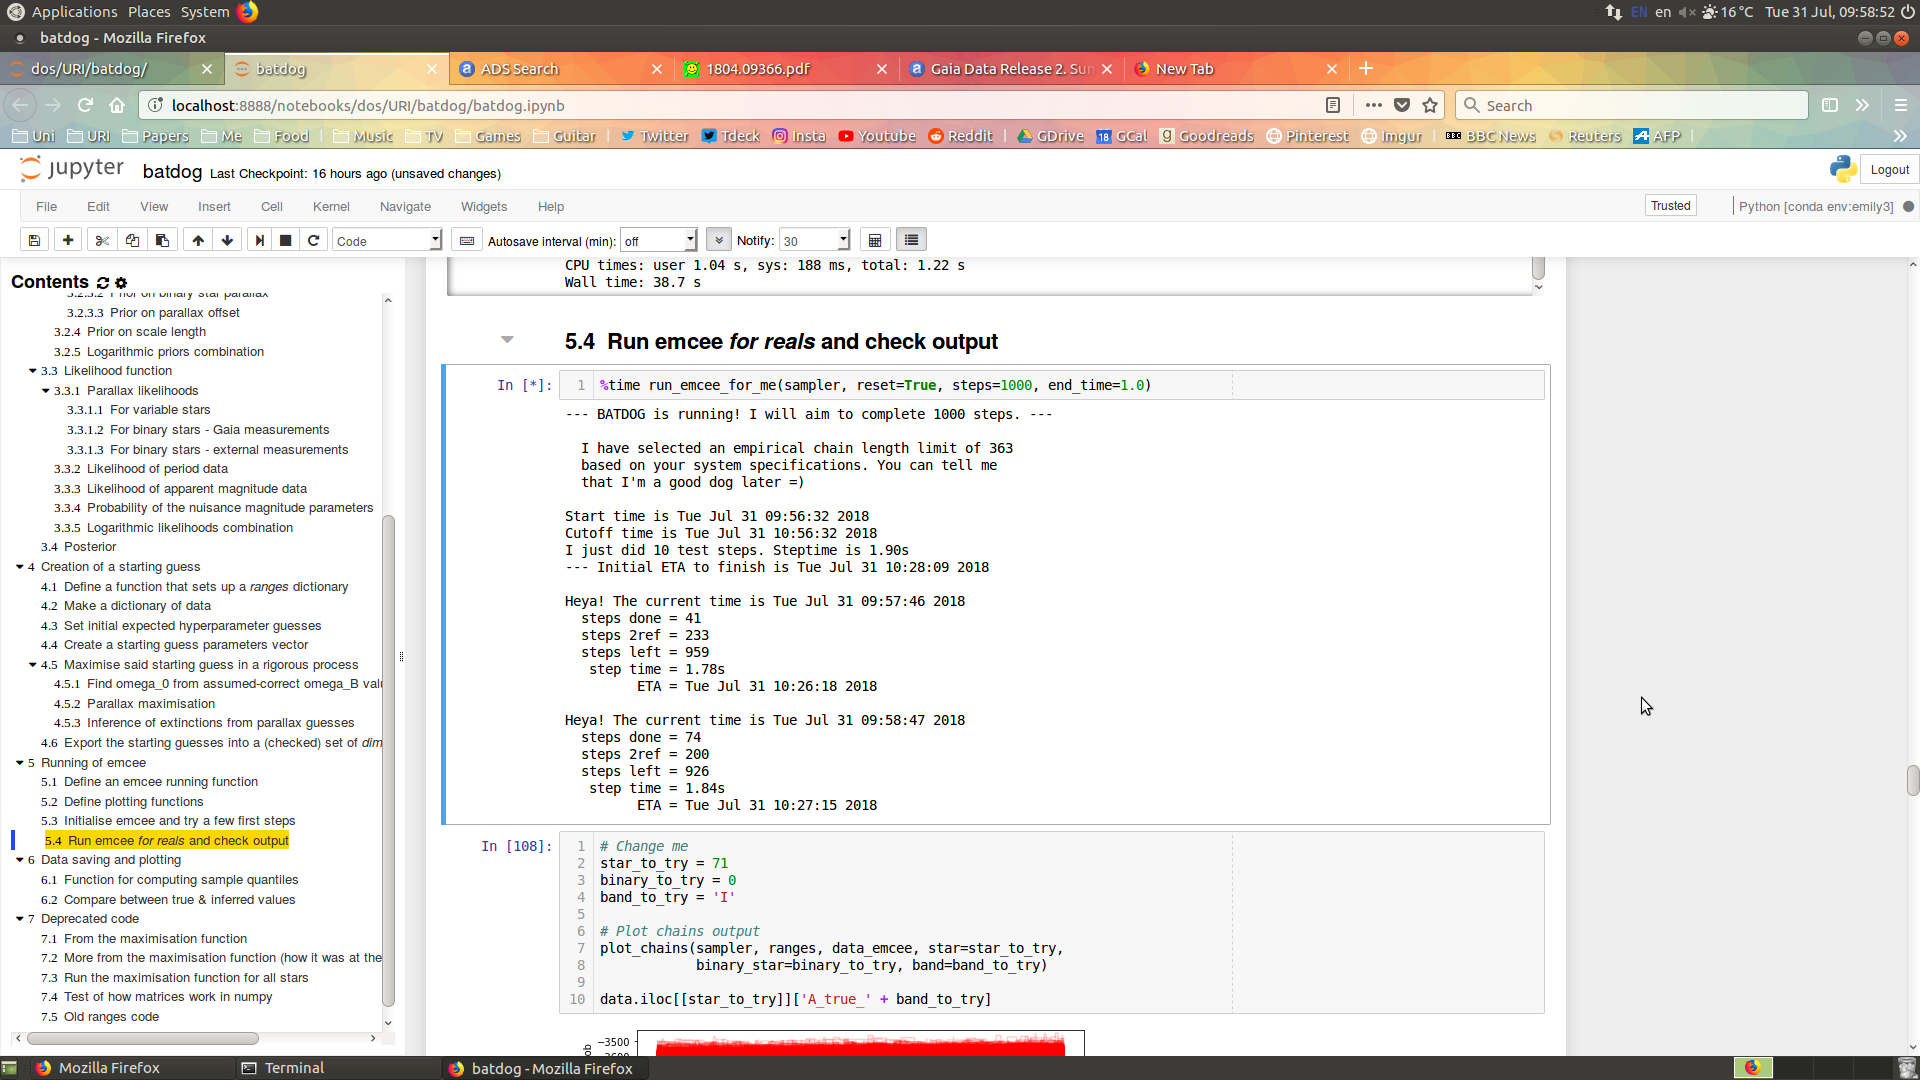 Applications Places System
EN en 16 °C Tue 31 Jul, 09:58:52
batdog - Mozilla Firefox
dos/URI/batdog/
batdog
ADS Search
1804.09366.pdf
Gaia Data Release 2. Sum
New Tab
localhost:8888/notebooks/dos/URI/batdog/batdog.ipynb
Search
Uni URI Papers Me Food Music TV Games Guitar Twitter Tdeck Insta Youtube Reddit GDrive GCal Goodreads Pinterest Imgur BBC News Reuters AFP
jupyter batdog Last Checkpoint: 16 hours ago (unsaved changes)
Logout
File Edit View Insert Cell Kernel Navigate Widgets Help
Trusted
Python [conda env:emily3]
Code
Autosave interval (min): off
Notify: 30
Contents
3.2.3.2 Prior on binary star parallax
3.2.3.3 Prior on parallax offset
3.2.4 Prior on scale length
3.2.5 Logarithmic priors combination
3.3 Likelihood function
3.3.1 Parallax likelihoods
3.3.1.1 For variable stars
3.3.1.2 For binary stars - Gaia measurements
3.3.1.3 For binary stars - external measurements
3.3.2 Likelihood of period data
3.3.3 Likelihood of apparent magnitude data
3.3.4 Probability of the nuisance magnitude parameters
3.3.5 Logarithmic likelihoods combination
3.4 Posterior
4 Creation of a starting guess
4.1 Define a function that sets up a ranges dictionary
4.2 Make a dictionary of data
4.3 Set initial expected hyperparameter guesses
4.4 Create a starting guess parameters vector
4.5 Maximise said starting guess in a rigorous process
4.5.1 Find omega_0 from assumed-correct omega_B valu
4.5.2 Parallax maximisation
4.5.3 Inference of extinctions from parallax guesses
4.6 Export the starting guesses into a (checked) set of dim
5 Running of emcee
5.1 Define an emcee running function
5.2 Define plotting functions
5.3 Initialise emcee and try a few first steps
5.4 Run emcee for reals and check output
6 Data saving and plotting
6.1 Function for computing sample quantiles
6.2 Compare between true & inferred values
7 Deprecated code
7.1 From the maximisation function
7.2 More from the maximisation function (how it was at the
7.3 Run the maximisation function for all stars
7.4 Test of how matrices work in numpy
7.5 Old ranges code
CPU times: user 1.04 s, sys: 188 ms, total: 1.22 s
Wall time: 38.7 s
5.4 Run emcee for reals and check output
In [*]: 1 %time run_emcee_for_me(sampler, reset=True, steps=1000, end_time=1.0)
--- BATDOG is running! I will aim to complete 1000 steps. ---
I have selected an empirical chain length limit of 363
based on your system specifications. You can tell me
that I'm a good dog later =)
Start time is Tue Jul 31 09:56:32 2018
Cutoff time is Tue Jul 31 10:56:32 2018
I just did 10 test steps. Steptime is 1.90s
--- Initial ETA to finish is Tue Jul 31 10:28:09 2018
Heya! The current time is Tue Jul 31 09:57:46 2018
steps done = 41
steps 2ref = 233
steps left = 959
step time = 1.78s
ETA = Tue Jul 31 10:26:18 2018
Heya! The current time is Tue Jul 31 09:58:47 2018
steps done = 74
steps 2ref = 200
steps left = 926
step time = 1.84s
ETA = Tue Jul 31 10:27:15 2018
In [108]: 1 # Change me
2 star_to_try = 71
3 binary_to_try = 0
4 band_to_try = 'I'
5
6 # Plot chains output
7 plot_chains(sampler, ranges, data_emcee, star=star_to_try,
8 binary_star=binary_to_try, band=band_to_try)
9
10 data.iloc[[star_to_try]]['A_true_' + band_to_try]
−3500
Mozilla Firefox
Terminal
batdog - Mozilla Firefox